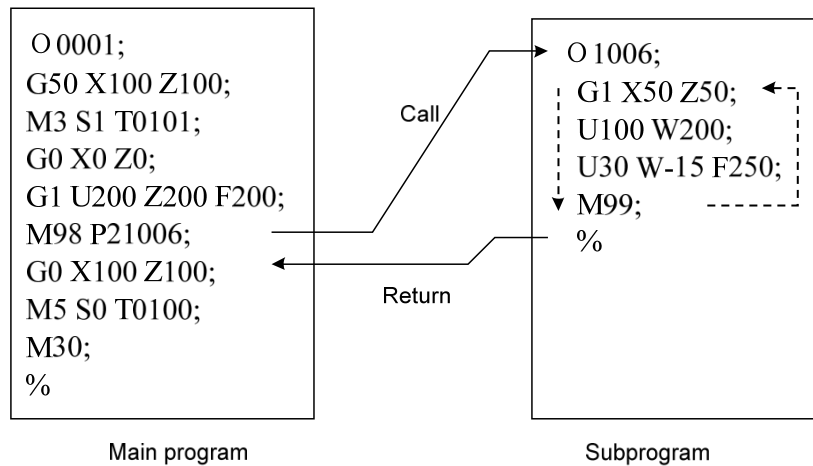 O 0001;
G50 X100 Z100;
M3 S1 T0101;
G0 X0 Z0;
G1 U200 Z200 F200;
M98 P21006;
G0 X100 Z100;
M5 S0 T0100;
M30;
%
Main program
Call
Return
O 1006;
G1 X50 Z50;
U100 W200;
U30 W-15 F250;
M99;
%
Subprogram